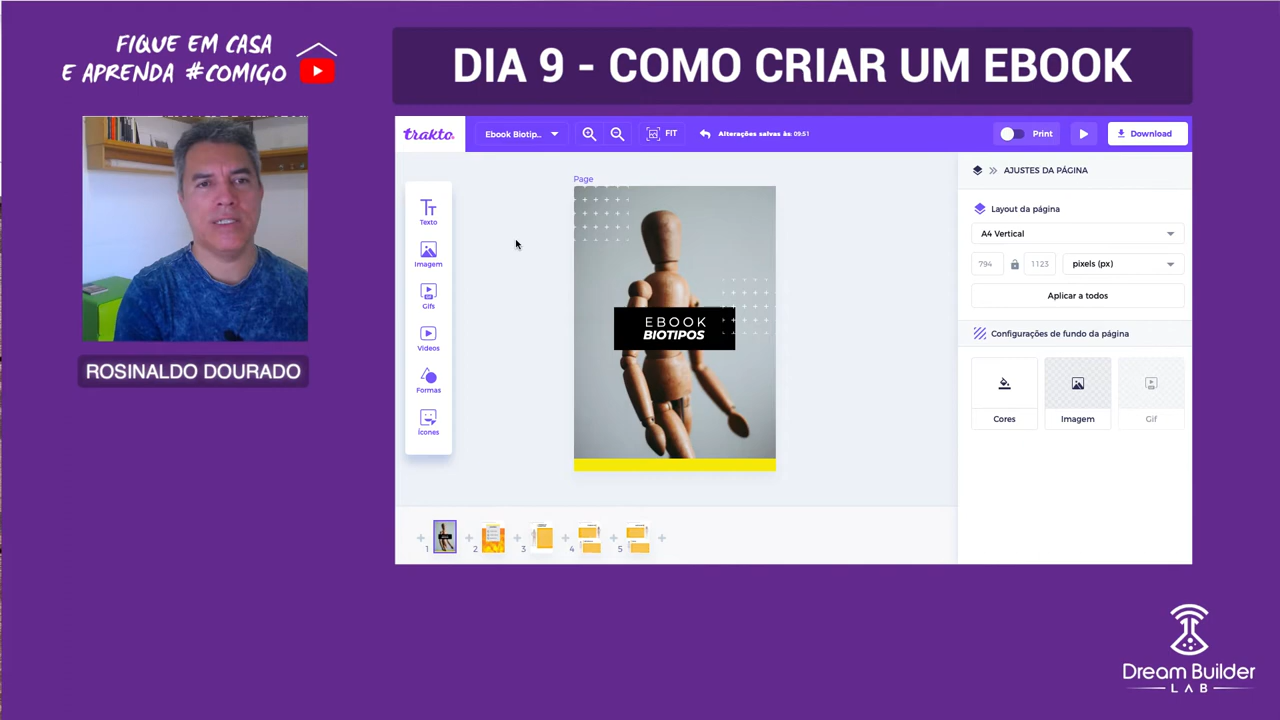 FIQUE EM CASA
E APRENDA #COMIGO
DIA 9 - COMO CRIAR UM EBOOK
ROSINALDO DOURADO
trakto.
Ebook Biotip..
FIT
Alterações salvas às: 09:51
Print
Download
Texto
Imagem
Gifs
Vídeos
Formas
Ícones
Page
EBOOK
BIOTIPOS
AJUSTES DA PÁGINA
Layout da página
A4 Vertical
794
1123
pixels (px)
Aplicar a todos
Configurações de fundo da página
Cores
Imagem
Gif
1
2
3
4
5
Dream Builder
LAB